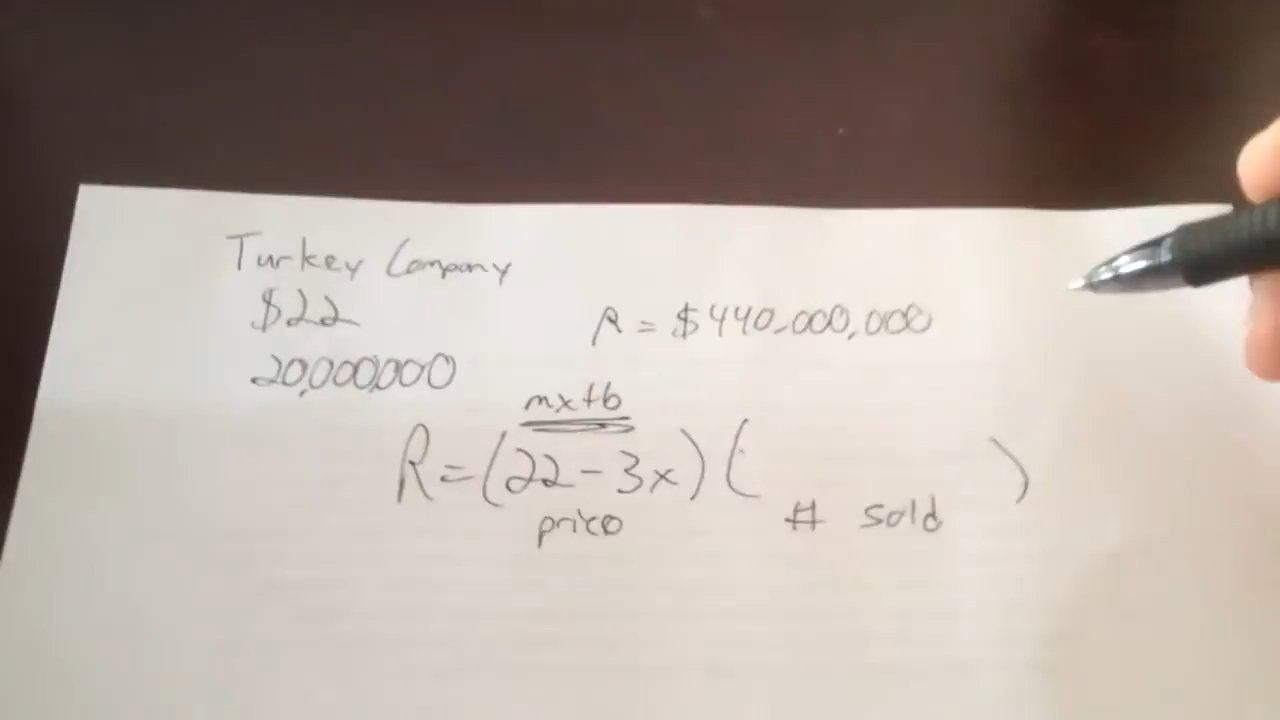 Turkey Company
$22
20,000,000
R = $440,000,000
mx+b
R=(22-3x)(          )
price
# sold